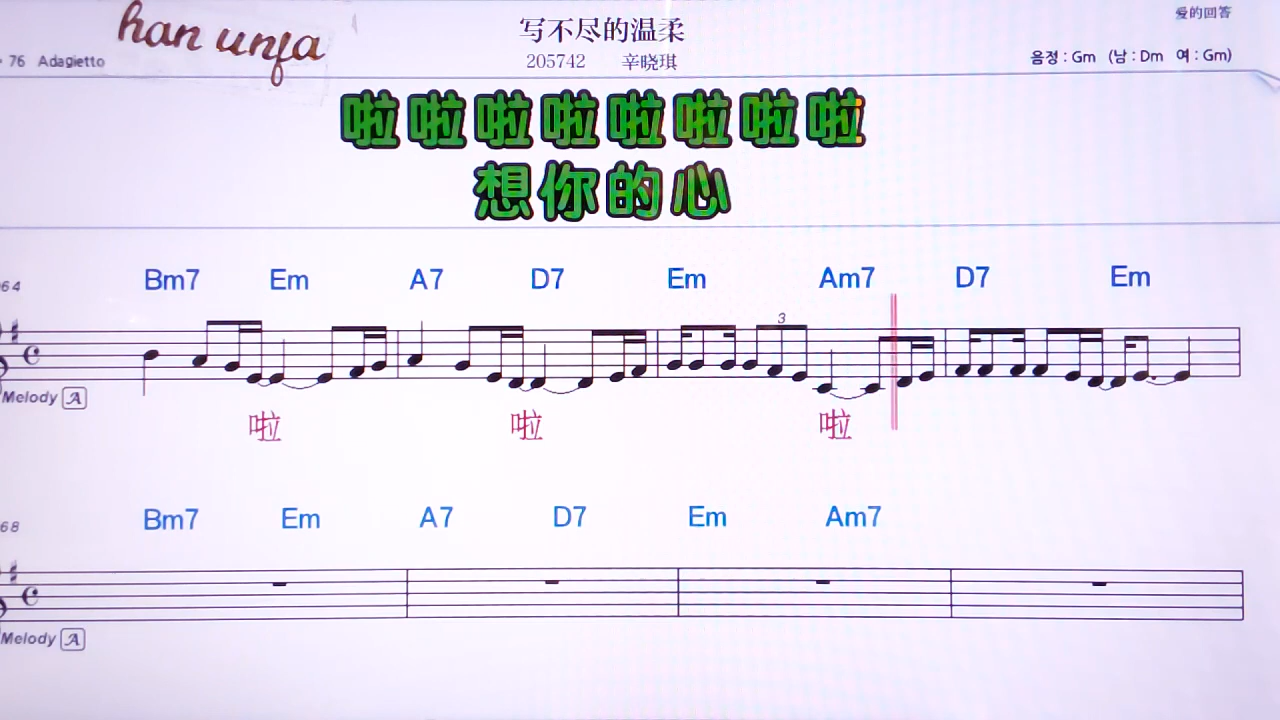 han unfa
写不尽的温柔
爱的回答
76 Adagietto
205742 辛晓琪
음정 : Gm (남 : Dm 여 : Gm)
啦啦啦啦啦啦啦啦
想你的心
64
Bm7 Em A7 D7 Em Am7 D7 Em
3
Melody A
啦 啦 啦
68
Bm7 Em A7 D7 Em Am7
Melody A